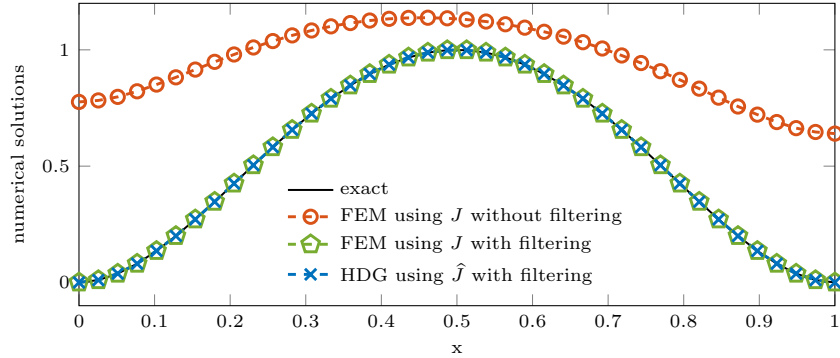 1
0.5
0
numerical solutions
exact
FEM using J without filtering
FEM using J with filtering
HDG using Ĵ with filtering
0 0.1 0.2 0.3 0.4 0.5 0.6 0.7 0.8 0.9 1
x